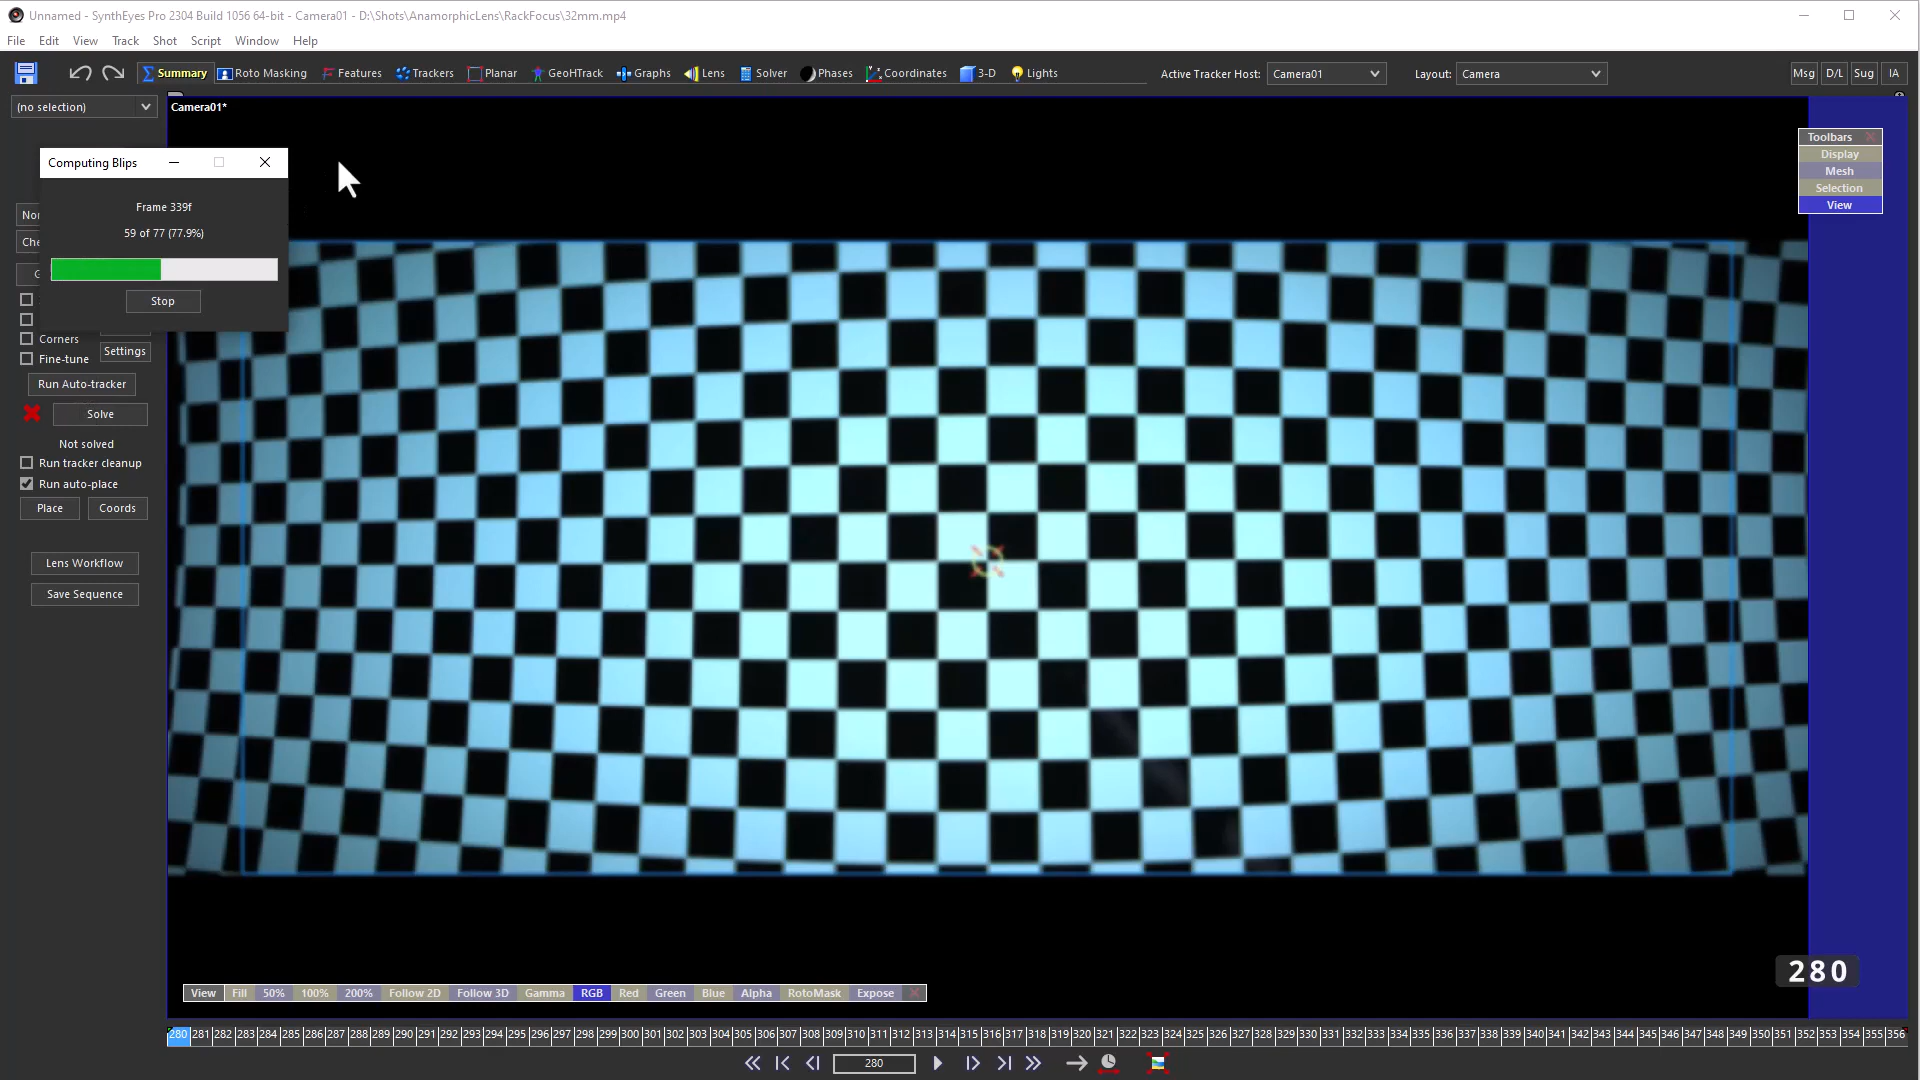 Unnamed - SynthEyes Pro 2304 Build 1056 64-bit - Camera01 - D:\Shots\AnamorphicLens\RackFocus\32mm.mp4
File Edit View Track Shot Script Window Help
Summary Roto Masking Features Trackers Planar GeoHTrack Graphs Lens Solver Phases Coordinates 3-D Lights Active Tracker Host: Camera01 Layout: Camera Msg D/L Sug IA
(no selection)
Camera01*
Toolbars
Display
Mesh
Selection
View
Computing Blips
Frame 339f
59 of 77 (77.9%)
Stop
Corners
Fine-tune
Settings
Run Auto-tracker
Solve
Not solved
Run tracker cleanup
Run auto-place
Place Coords
Lens Workflow
Save Sequence
280
View Fill 50% 100% 200% Follow 2D Follow 3D Gamma RGB Red Green Blue Alpha RotoMask Expose
280 281 282 283 284 285 286 287 288 289 290 291 292 293 294 295 296 297 298 299 300 301 302 303 304 305 306 307 308 309 310 311 312 313 314 315 316 317 318 319 320 321 322 323 324 325 326 327 328 329 330 331 332 333 334 335 336 337 338 339 340 341 342 343 344 345 346 347 348 349 350 351 352 353 354 355 356
280